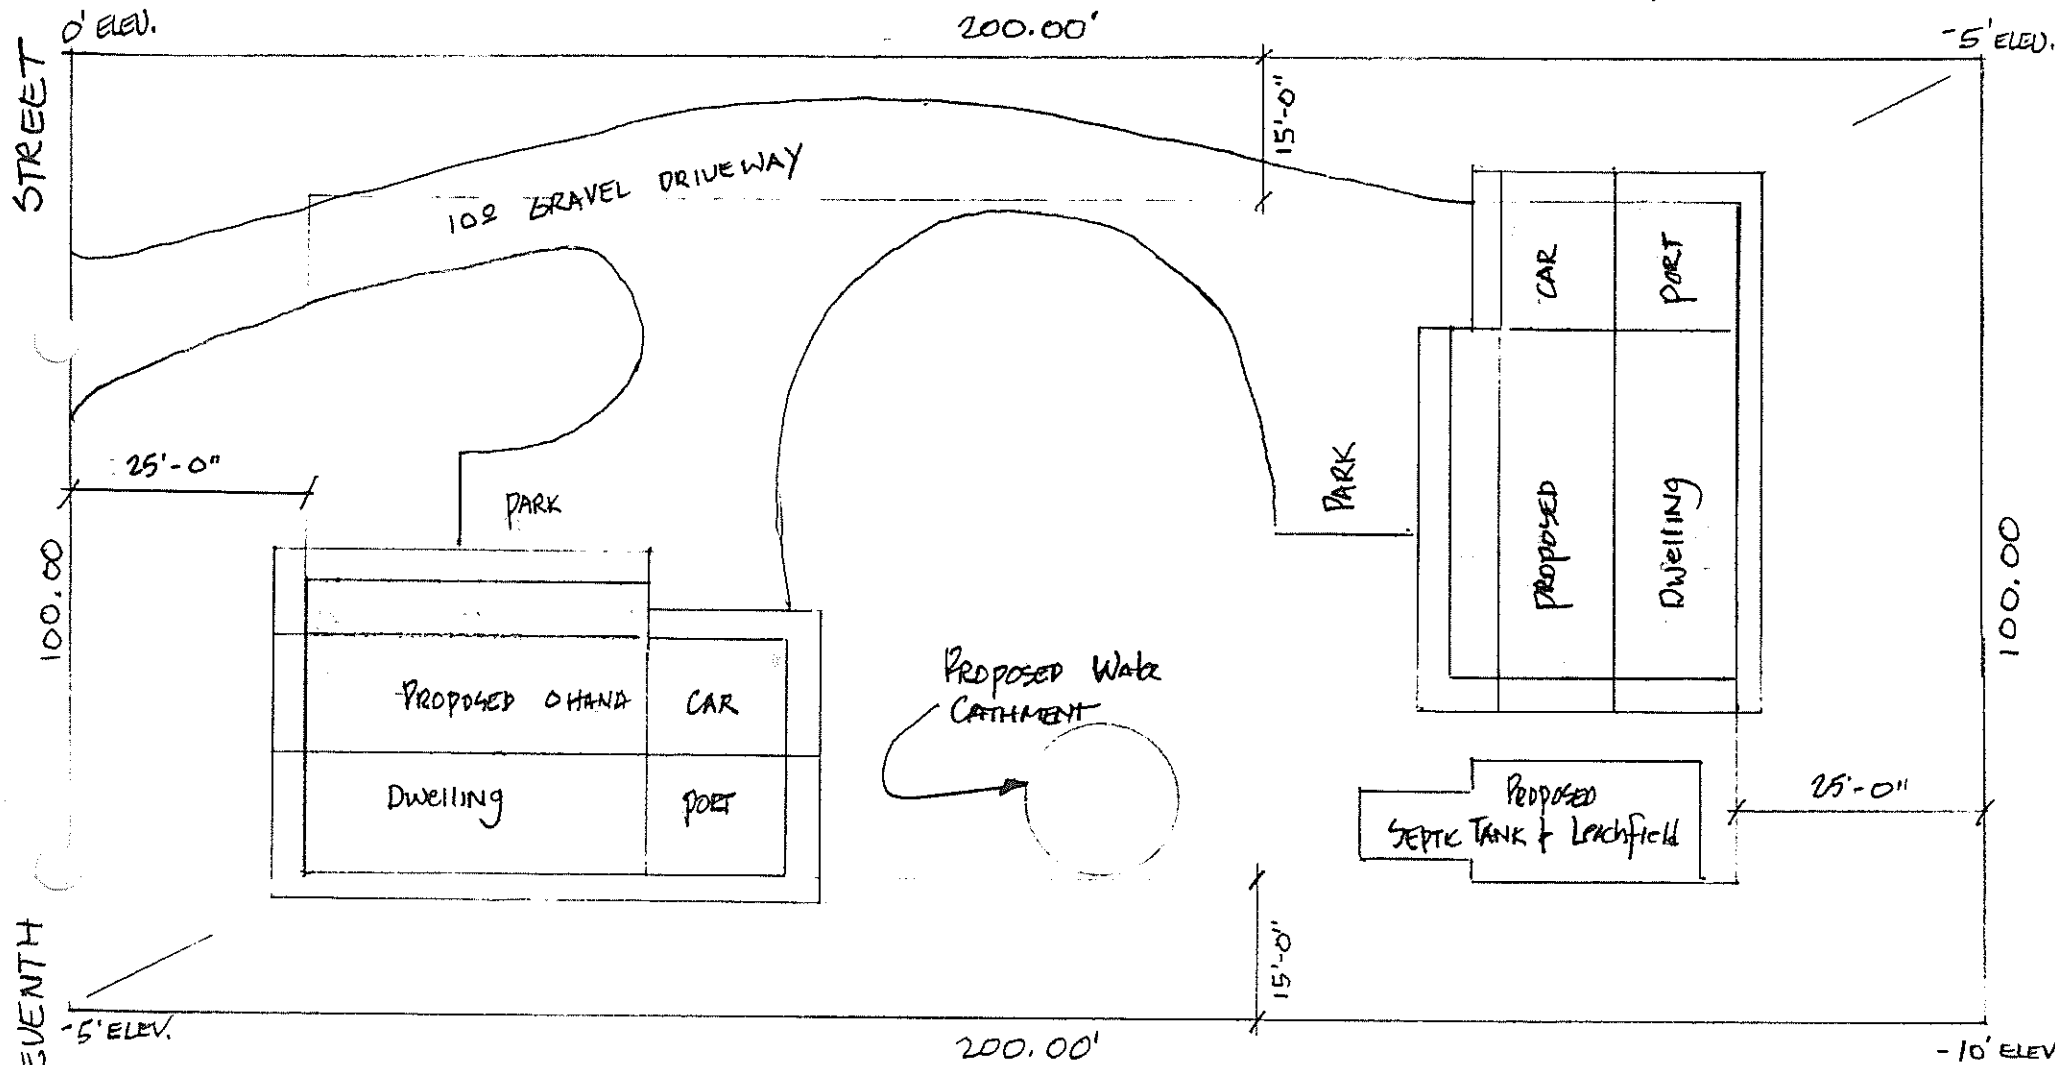 0' ELEV.
200.00'
-5' ELEV.
STREET
15'-0"
10' GRAVEL DRIVEWAY
CAR
PORT
25'-0"
PARK
PARK
PROPOSED
Dwelling
100.00
100.00
PROPOSED OHANA
CAR
PROPOSED Water
CATHMENT
Dwelling
PORT
PROPOSED
SEPTIC TANK & Leachfield
25'-0"
15'-0"
EVENTH
-5' ELEV.
200.00'
-10' ELEV